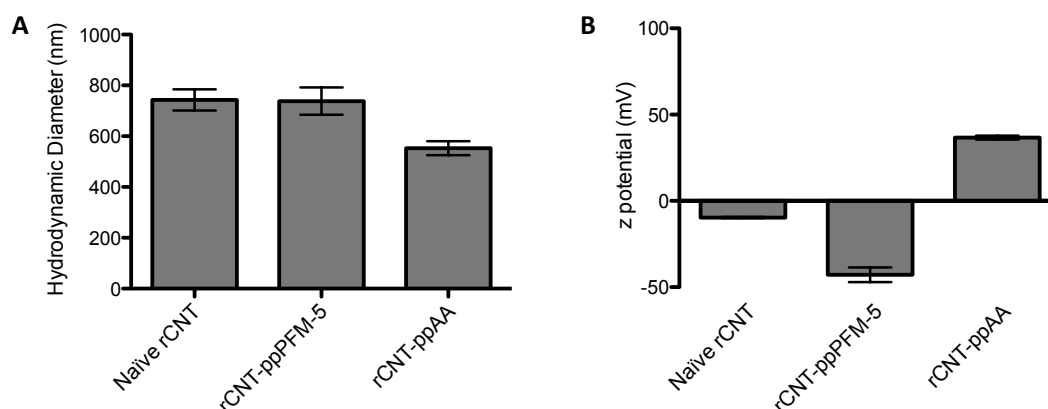 A
Hydrodynamic Diameter (nm)
1000
800
600
400
200
0
Naïve rCNT
rCNT-ppPFM-5
rCNT-ppAA
B
z potential (mV)
100
50
0
-50
Naïve rCNT
rCNT-ppPFM-5
rCNT-ppAA